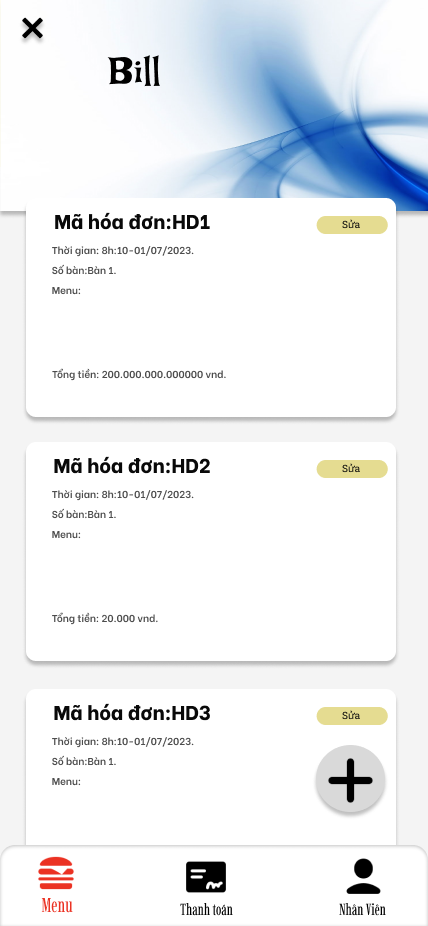 Bill
Mã hóa đơn:HD1
Sửa
Thời gian: 8h:10-01/07/2023.
Số bàn:Bàn 1.
Menu:
Tổng tiền: 200.000.000.000000 vnd.
Mã hóa đơn:HD2
Sửa
Thời gian: 8h:10-01/07/2023.
Số bàn:Bàn 1.
Menu:
Tổng tiền: 20.000 vnd.
Mã hóa đơn:HD3
Sửa
Thời gian: 8h:10-01/07/2023.
Số bàn:Bàn 1.
Menu:
Menu
Thanh toán
Nhân Viên